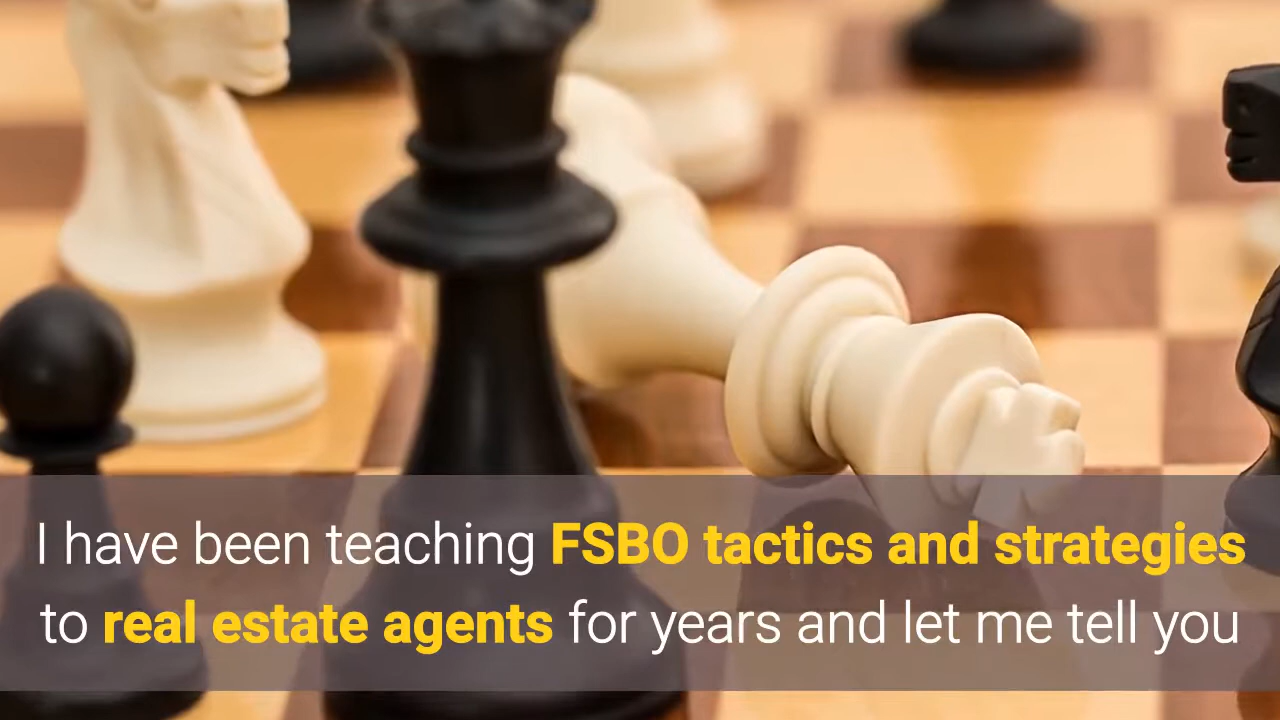 I have been teaching FSBO tactics and strategies
to real estate agents for years and let me tell you